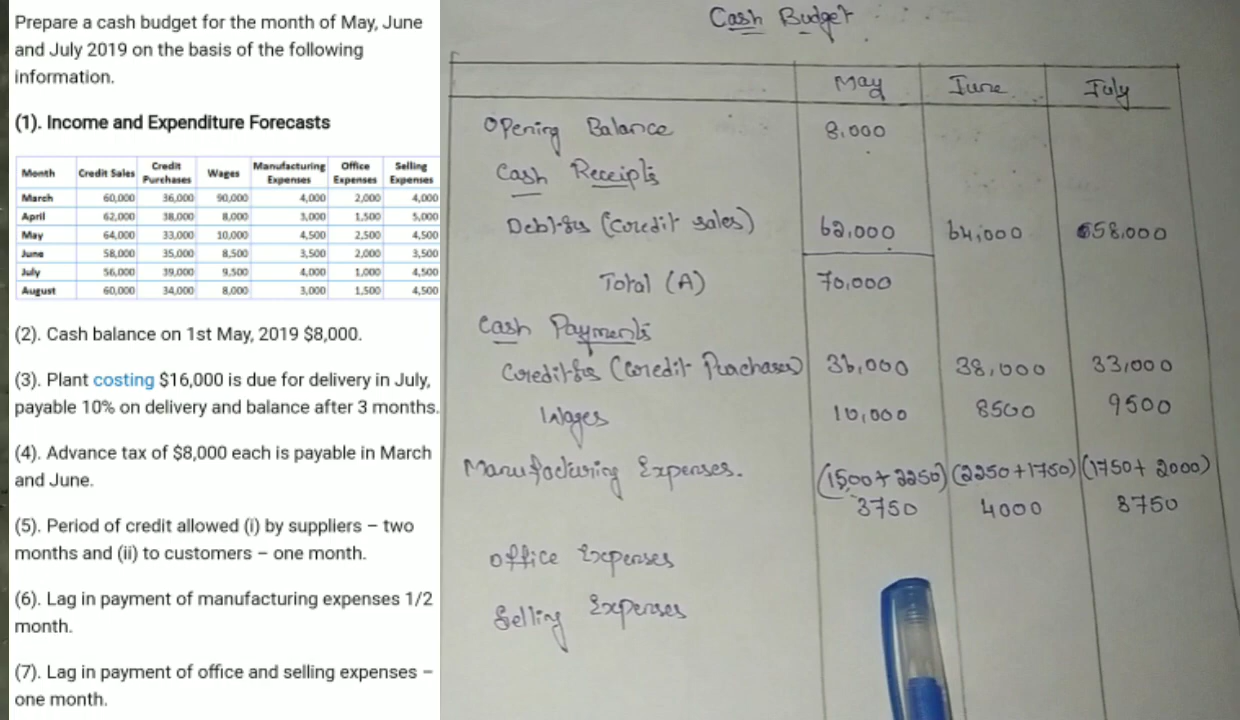 Prepare a cash budget for the month of May, June
and July 2019 on the basis of the following
information.
(1). Income and Expenditure Forecasts
Month Credit Sales Credit Purchases Wages Manufacturing Expenses Office Expenses Selling Expenses
March 60,000 36,000 90,000 4,000 2,000 4,000
April 62,000 38,000 8,000 3,000 1,500 5,000
May 64,000 33,000 10,000 4,500 2,500 4,500
June 58,000 35,000 8,500 3,500 2,000 3,500
July 56,000 39,000 9,500 4,000 1,000 4,500
August 60,000 34,000 8,000 3,000 1,500 4,500
(2). Cash balance on 1st May, 2019 $8,000.
(3). Plant costing $16,000 is due for delivery in July,
payable 10% on delivery and balance after 3 months.
(4). Advance tax of $8,000 each is payable in March
and June.
(5). Period of credit allowed (i) by suppliers – two
months and (ii) to customers – one month.
(6). Lag in payment of manufacturing expenses 1/2
month.
(7). Lag in payment of office and selling expenses –
one month.
Cash Budget
May June July
Opening Balance 8,000
Cash Receipts
Debtors (Credit sales) 62,000 64,000 58,000
Total (A) 70,000
Cash Payments
Creditors (Credit Purchases) 36,000 38,000 33,000
Wages 10,000 8500 9500
Manufacturing Expenses. (1500+2250) (2250+1750) (1750+2000)
3750 4000 3750
Office Expenses
Selling Expenses